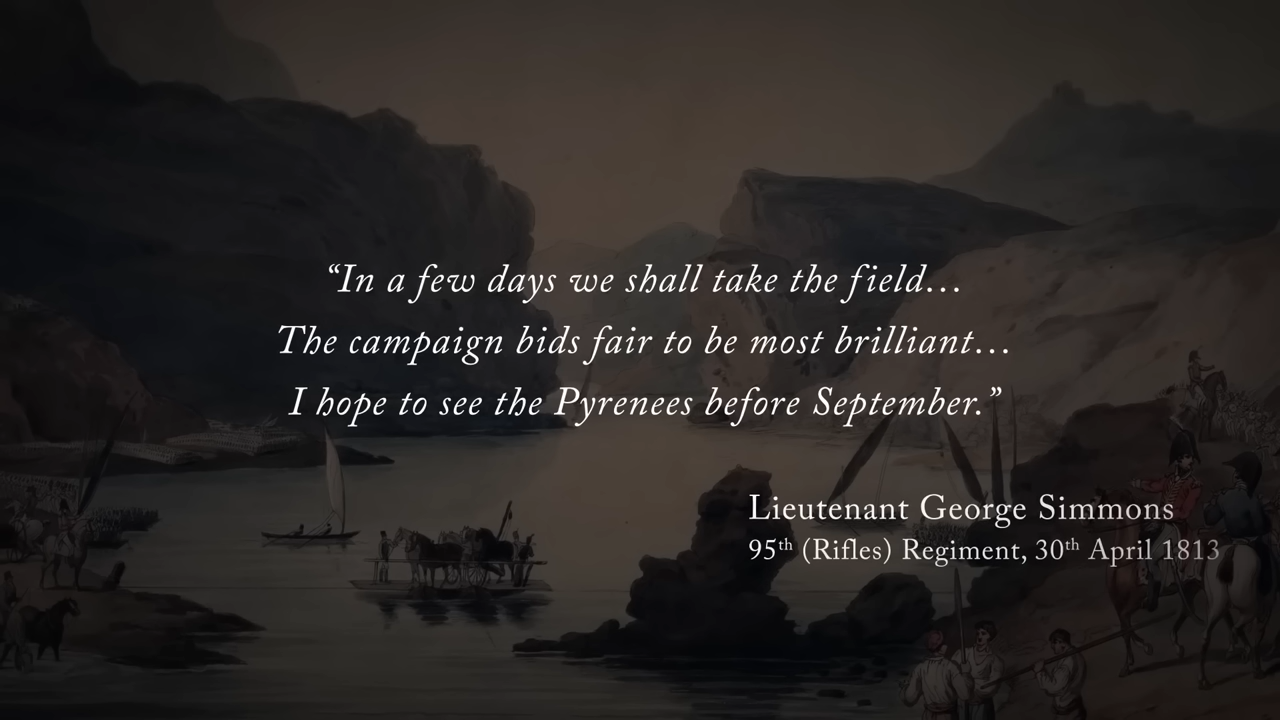 “In a few days we shall take the field…
The campaign bids fair to be most brilliant…
I hope to see the Pyrenees before September.”
Lieutenant George Simmons
95th (Rifles) Regiment, 30th April 1813